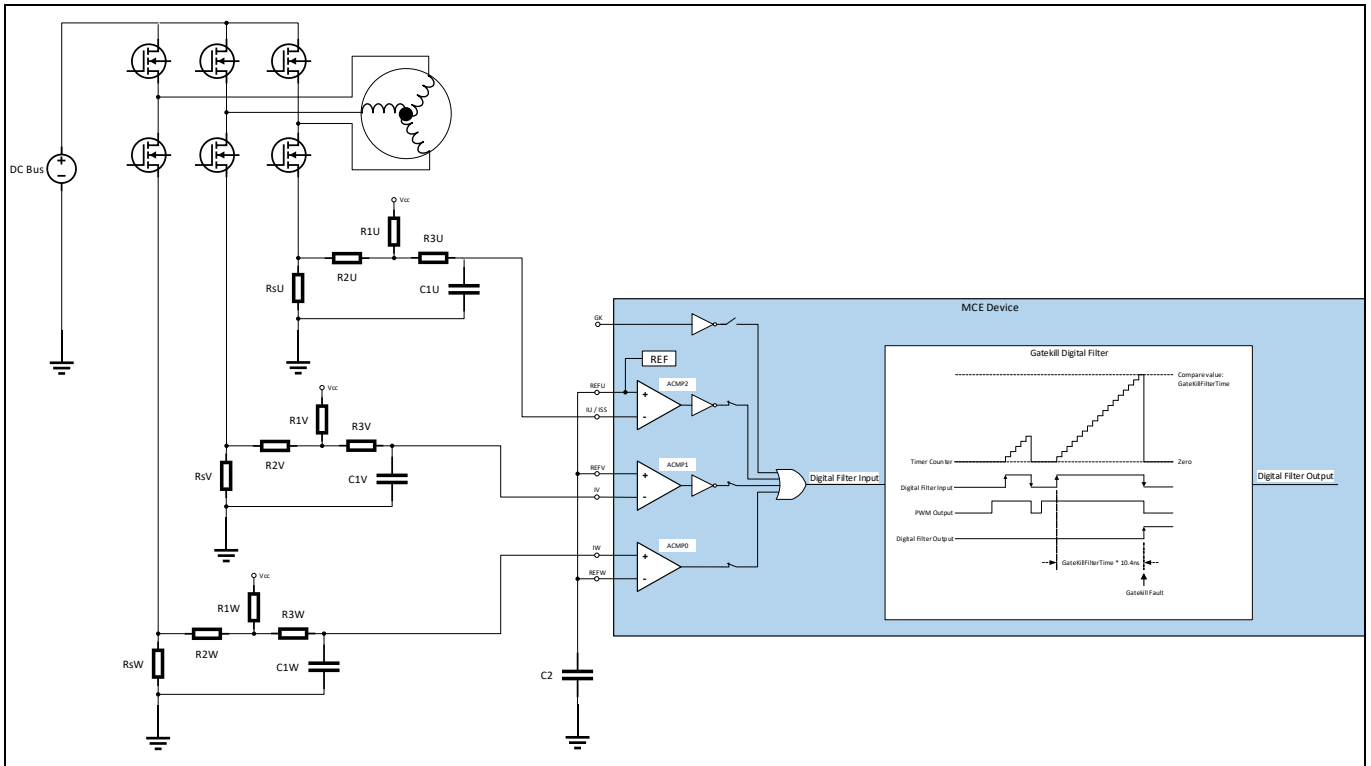 DC Bus
Vcc
R1U
R3U
R2U
RsU
C1U
Vcc
R1V
R3V
R2V
RsV
C1V
Vcc
R1W
R3W
R2W
RsW
C1W
C2
MCE Device
GK
REF
REFU
ACMP2
IU / ISS
REFV
ACMP1
IV
IW
ACMP0
REFW
Digital Filter Input
Gatekill Digital Filter
Compare value:
GateKillFilterTime
Timer Counter
Zero
Digital Filter Input
PWM Output
Digital Filter Output
GateKillFilterTime * 10.4ns
Gatekill Fault
Digital Filter Output